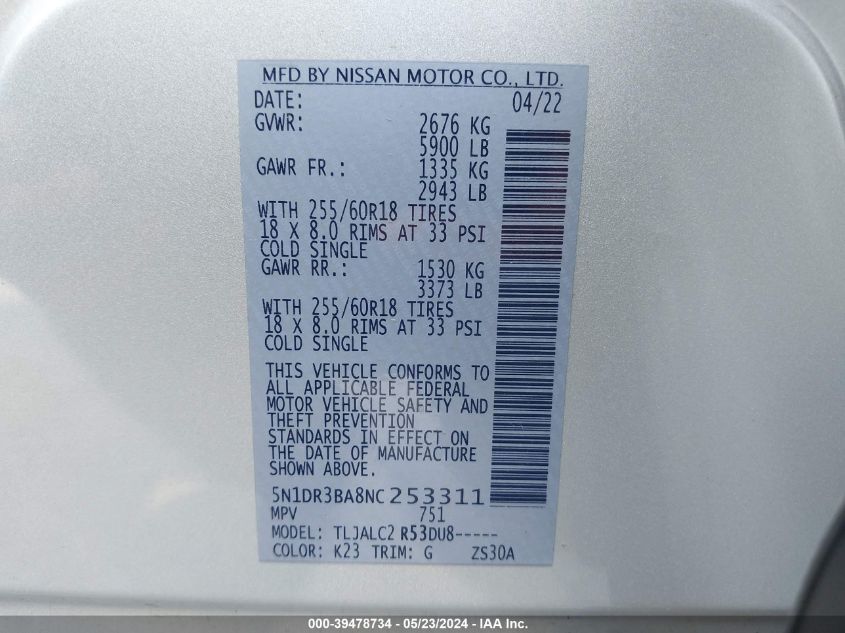 MFD BY NISSAN MOTOR CO., LTD.
DATE: 04/22
GVWR: 2676 KG
5900 LB
GAWR FR.: 1335 KG
2943 LB
WITH 255/60R18 TIRES
18 X 8.0 RIMS AT 33 PSI
COLD SINGLE
GAWR RR.: 1530 KG
3373 LB
WITH 255/60R18 TIRES
18 X 8.0 RIMS AT 33 PSI
COLD SINGLE
THIS VEHICLE CONFORMS TO
ALL APPLICABLE FEDERAL
MOTOR VEHICLE SAFETY AND
THEFT PREVENTION
STANDARDS IN EFFECT ON
THE DATE OF MANUFACTURE
SHOWN ABOVE.
5N1DR3BA8NC253311
MPV 751
MODEL: TLJALC2 R53DU8-----
COLOR: K23 TRIM: G ZS30A
000-39478734 - 05/23/2024 - IAA Inc.